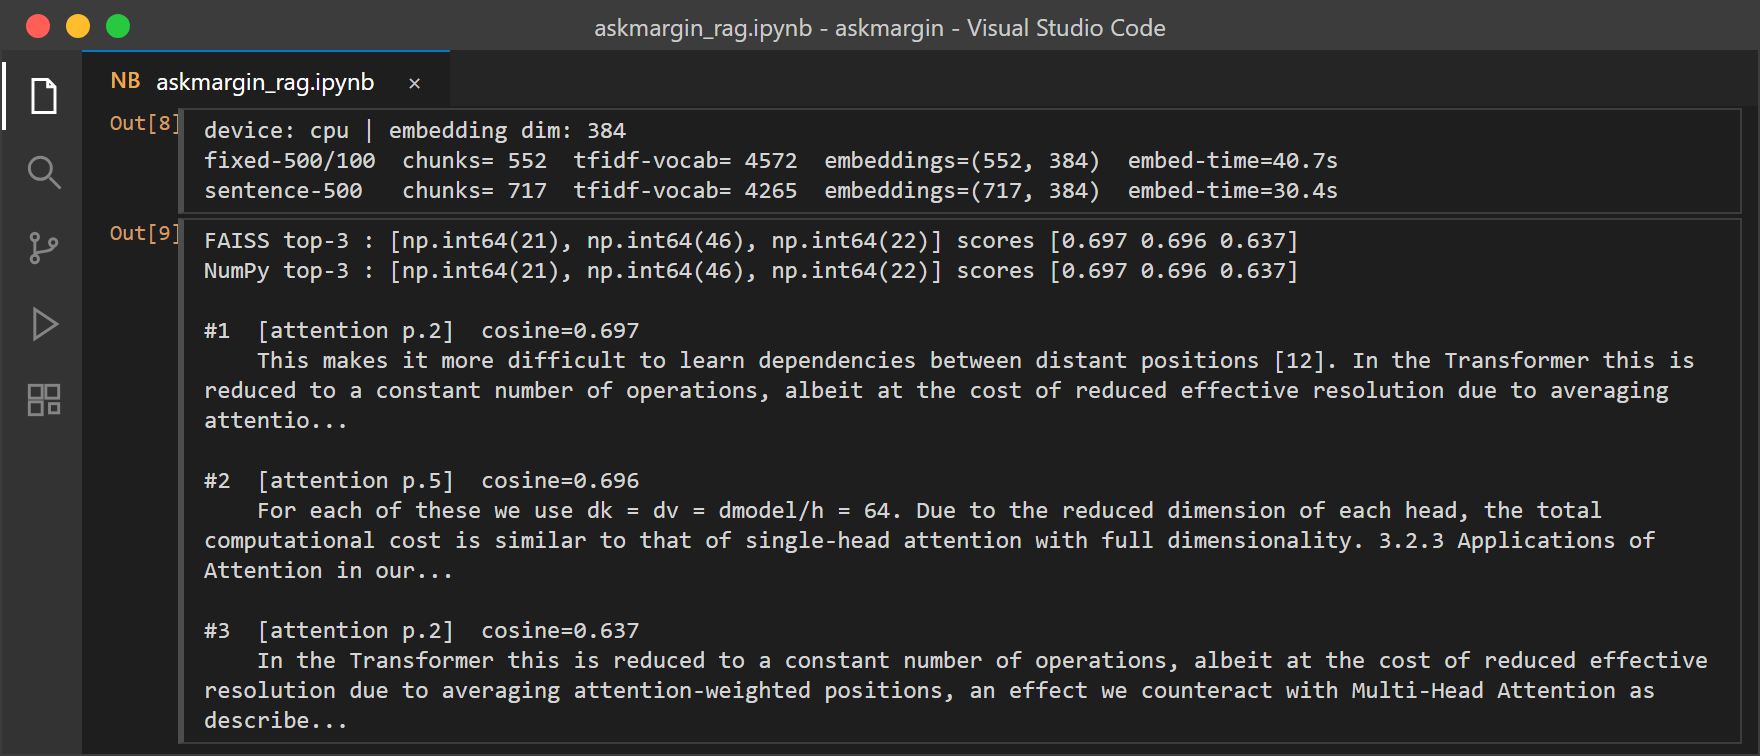 askmargin_rag.ipynb - askmargin - Visual Studio Code
NB askmargin_rag.ipynb ×
Out[8]
device: cpu | embedding dim: 384
fixed-500/100  chunks= 552  tfidf-vocab= 4572  embeddings=(552, 384)  embed-time=40.7s
sentence-500   chunks= 717  tfidf-vocab= 4265  embeddings=(717, 384)  embed-time=30.4s
Out[9]
FAISS top-3 : [np.int64(21), np.int64(46), np.int64(22)] scores [0.697 0.696 0.637]
NumPy top-3 : [np.int64(21), np.int64(46), np.int64(22)] scores [0.697 0.696 0.637]
#1  [attention p.2]  cosine=0.697
This makes it more difficult to learn dependencies between distant positions [12]. In the Transformer this is
reduced to a constant number of operations, albeit at the cost of reduced effective resolution due to averaging
attentio...
#2  [attention p.5]  cosine=0.696
For each of these we use dk = dv = dmodel/h = 64. Due to the reduced dimension of each head, the total
computational cost is similar to that of single-head attention with full dimensionality. 3.2.3 Applications of
Attention in our...
#3  [attention p.2]  cosine=0.637
In the Transformer this is reduced to a constant number of operations, albeit at the cost of reduced effective
resolution due to averaging attention-weighted positions, an effect we counteract with Multi-Head Attention as
describe...